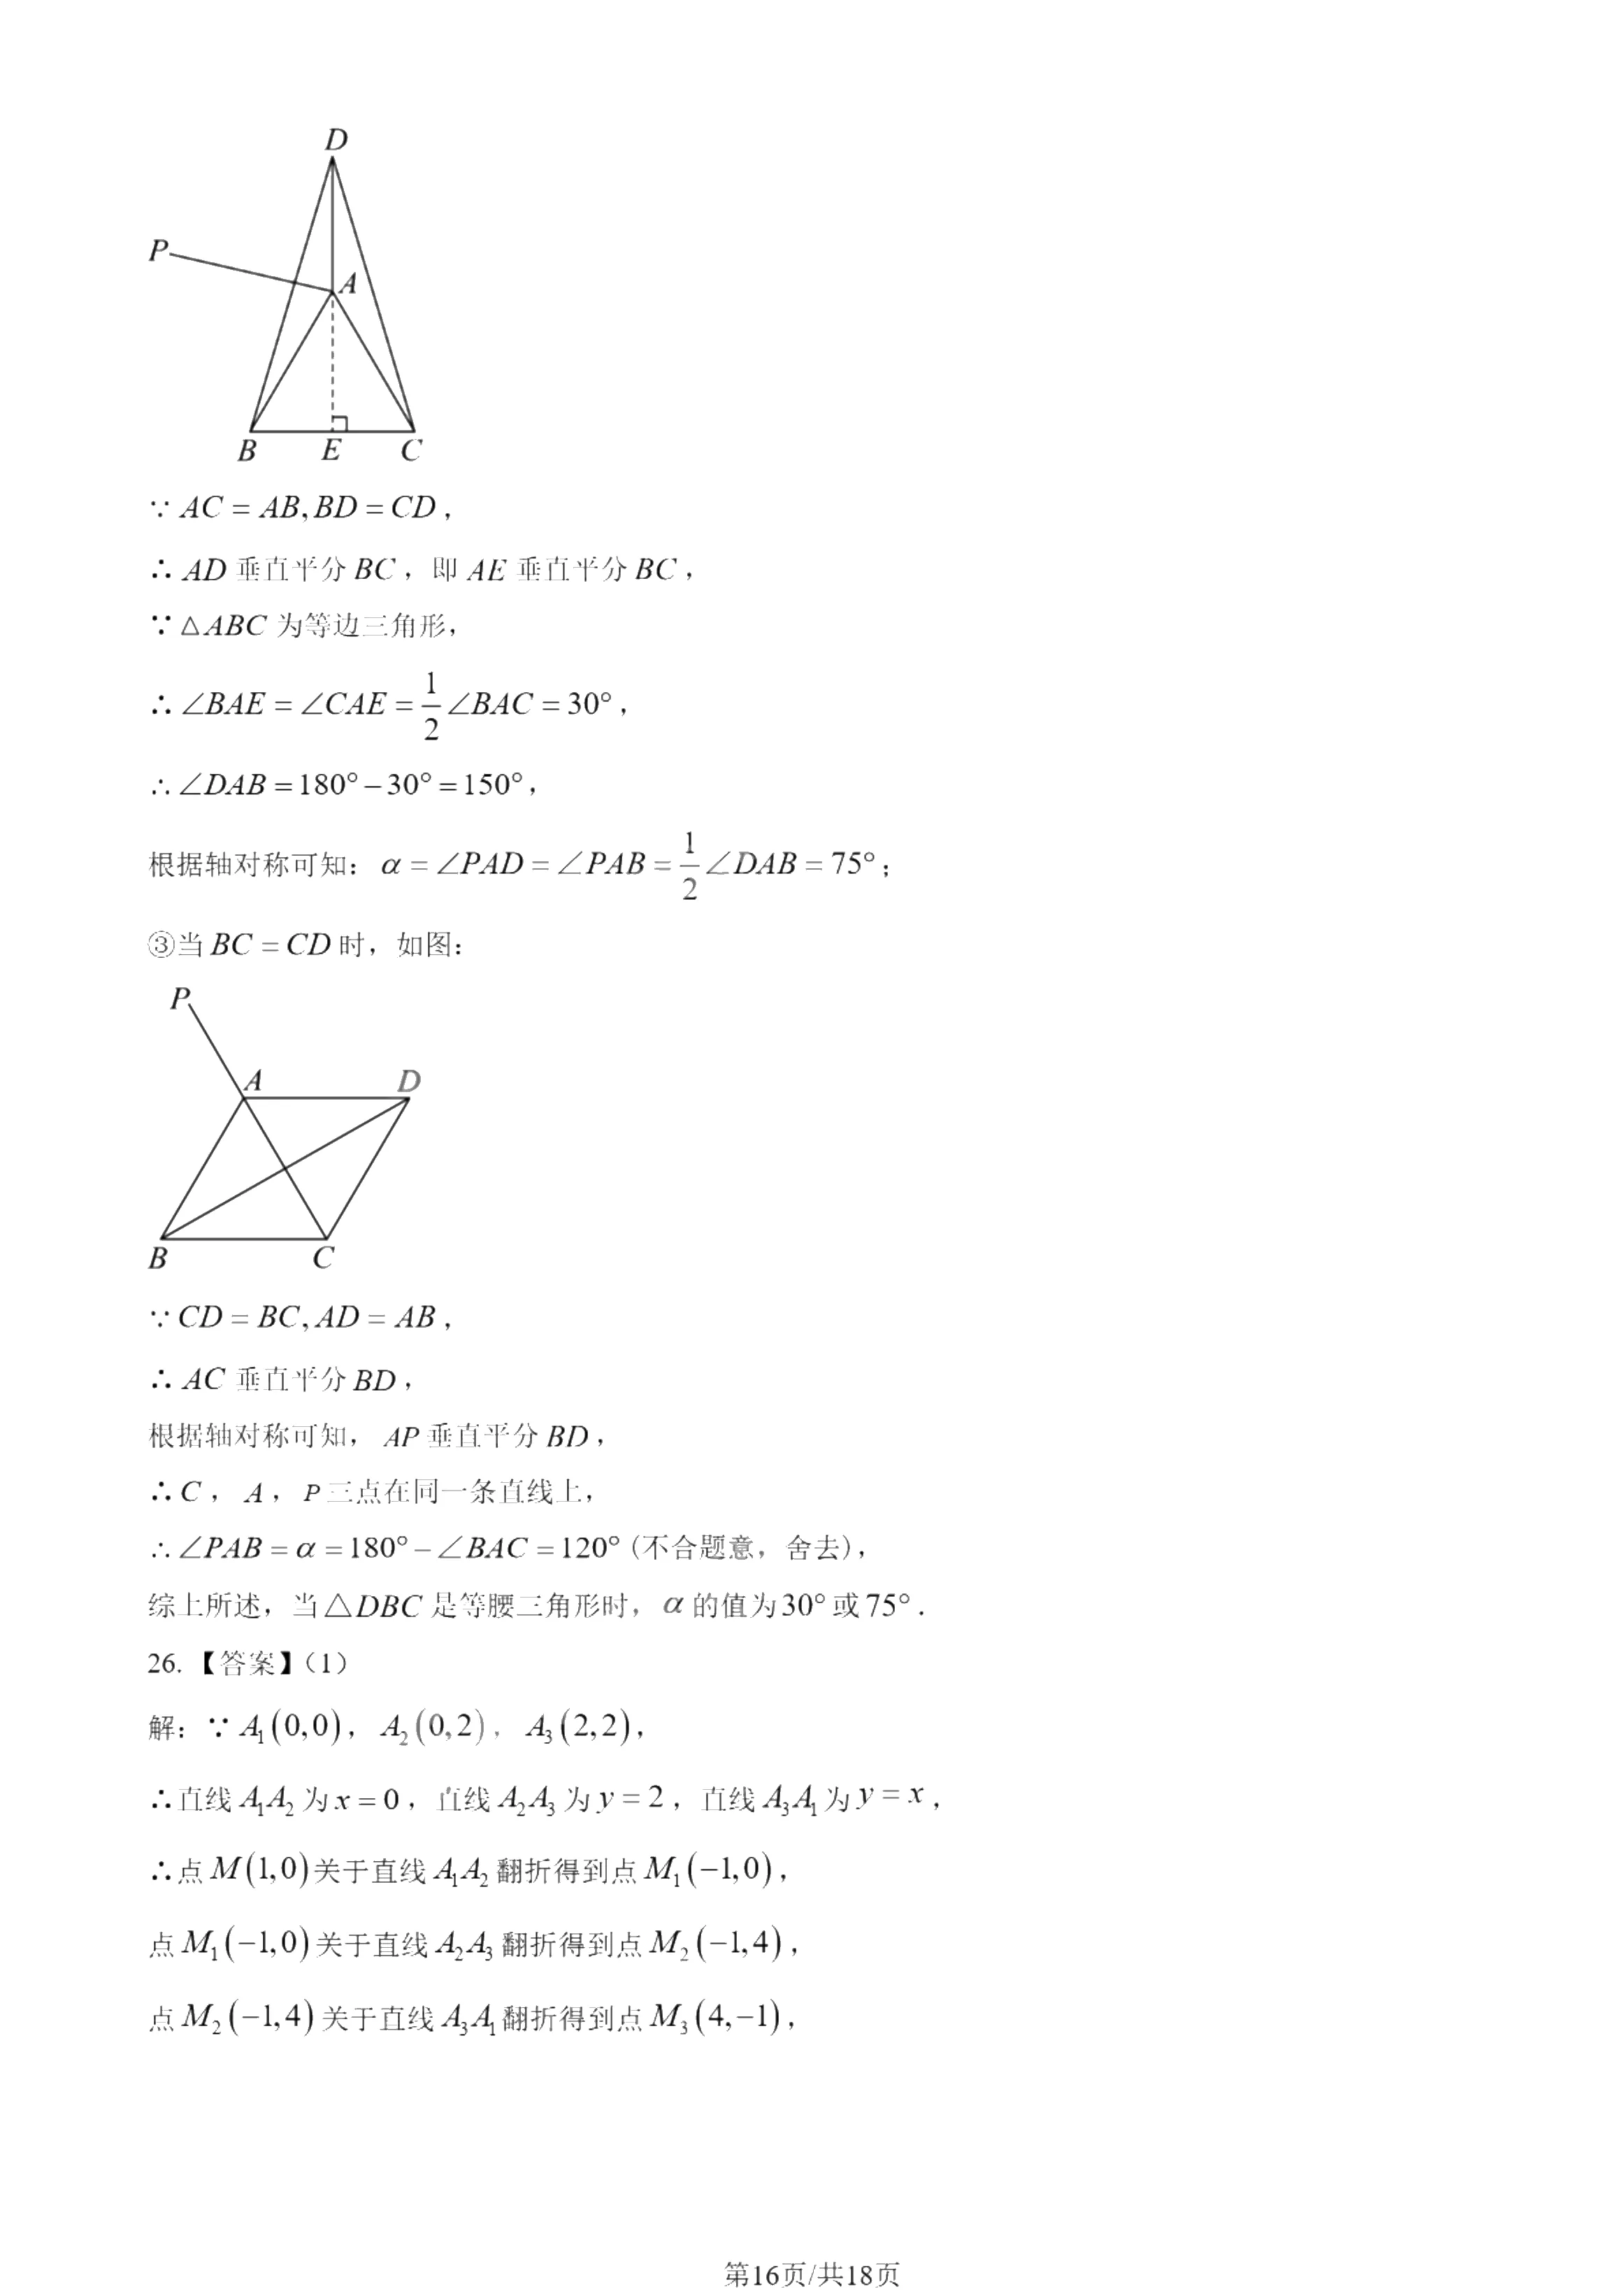 D
P
A
B E C
∵ AC = AB, BD = CD，
∴ AD 垂直平分 BC，即 AE 垂直平分 BC，
∵ △ABC 为等边三角形，
∴ ∠BAE = ∠CAE = 1/2 ∠BAC = 30°，
∴ ∠DAB = 180° − 30° = 150°，
根据轴对称可知：α = ∠PAD = ∠PAB = 1/2 ∠DAB = 75°；
③当 BC = CD 时，如图：
P
A D
B C
∵ CD = BC, AD = AB，
∴ AC 垂直平分 BD，
根据轴对称可知，AP 垂直平分 BD，
∴ C，A，P 三点在同一条直线上，
∴ ∠PAB = α = 180° − ∠BAC = 120° (不合题意，舍去)，
综上所述，当 △DBC 是等腰三角形时，α 的值为 30° 或 75°．
26. 【答案】（1）
解：∵ A₁(0,0)，A₂(0,2)，A₃(2,2)，
∴直线 A₁A₂ 为 x = 0，直线 A₂A₃ 为 y = 2，直线 A₃A₁ 为 y = x，
∴点 M(1,0) 关于直线 A₁A₂ 翻折得到点 M₁(−1,0)，
点 M₁(−1,0) 关于直线 A₂A₃ 翻折得到点 M₂(−1,4)，
点 M₂(−1,4) 关于直线 A₃A₁ 翻折得到点 M₃(4,−1)，
第16页/共18页